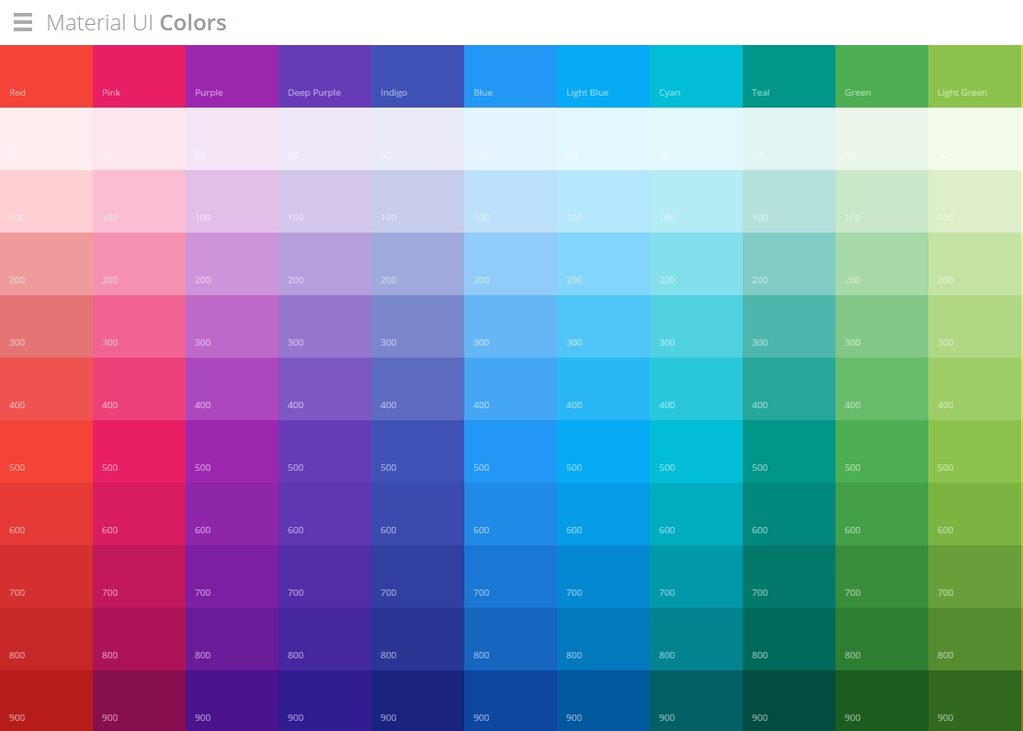 Material UI Colors
Red Pink Purple Deep Purple Indigo Blue Light Blue Cyan Teal Green Light Green
50 50 50 50 50 50 50 50 50 50 50
100 100 100 100 100 100 100 100 100 100 100
200 200 200 200 200 200 200 200 200 200 200
300 300 300 300 300 300 300 300 300 300 300
400 400 400 400 400 400 400 400 400 400 400
500 500 500 500 500 500 500 500 500 500 500
600 600 600 600 600 600 600 600 600 600 600
700 700 700 700 700 700 700 700 700 700 700
800 800 800 800 800 800 800 800 800 800 800
900 900 900 900 900 900 900 900 900 900 900